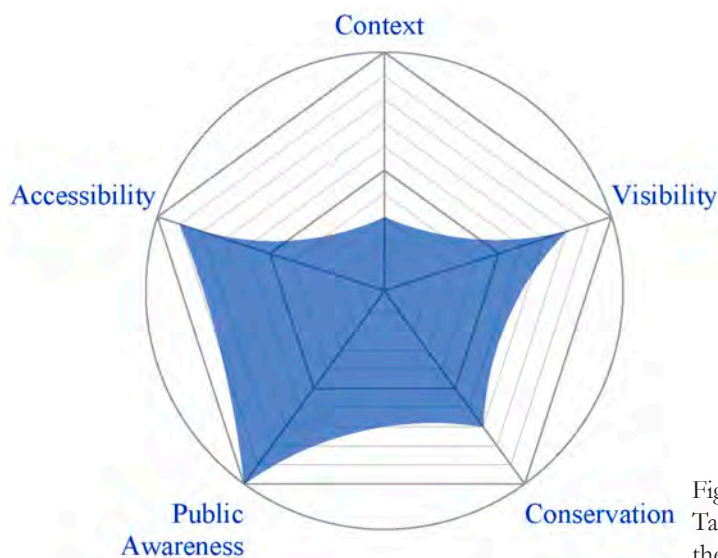 Context
Accessibility
Visibility
Public
Awareness
Conservation
Fig
Ta
the